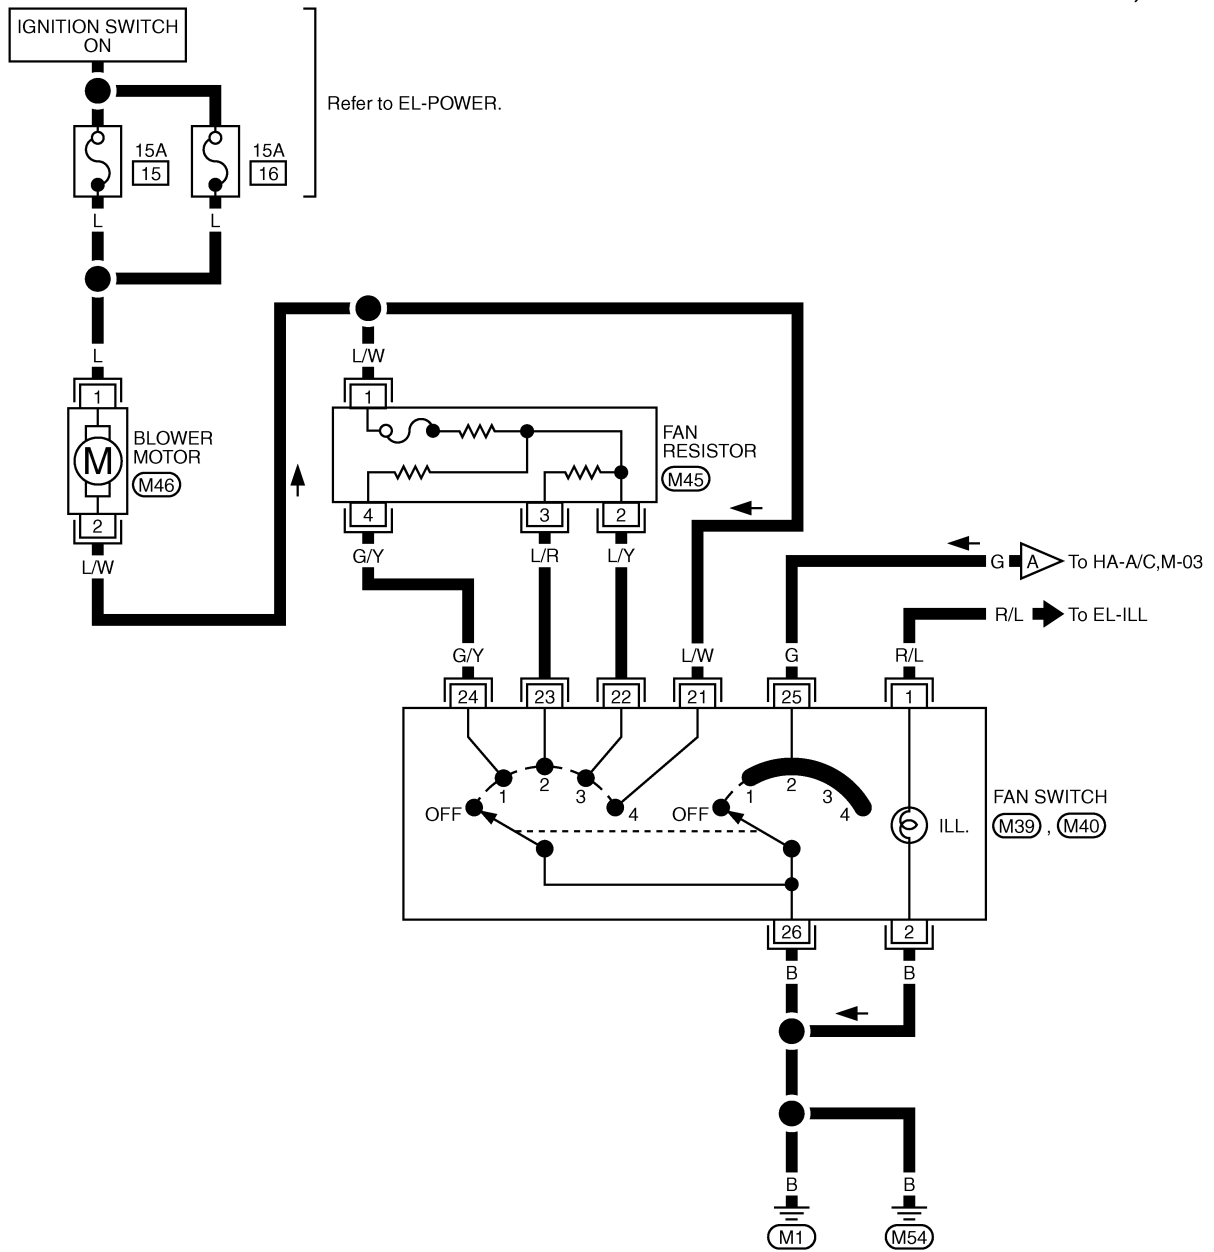 IGNITION SWITCH
ON
Refer to EL-POWER.
15A
15
15A
16
L
L
L
L/W
1
1
M
BLOWER
MOTOR
M46
FAN
RESISTOR
M45
2
4
3
2
L/W
G/Y
L/R
L/Y
G
A
To HA-A/C,M-03
R/L
To EL-ILL
G/Y
L/W
G
R/L
24
23
22
21
25
1
OFF
1
2
3
4
OFF
1
2
3
4
ILL.
FAN SWITCH
M39 , M40
26
2
B
B
B
B
M1
M54